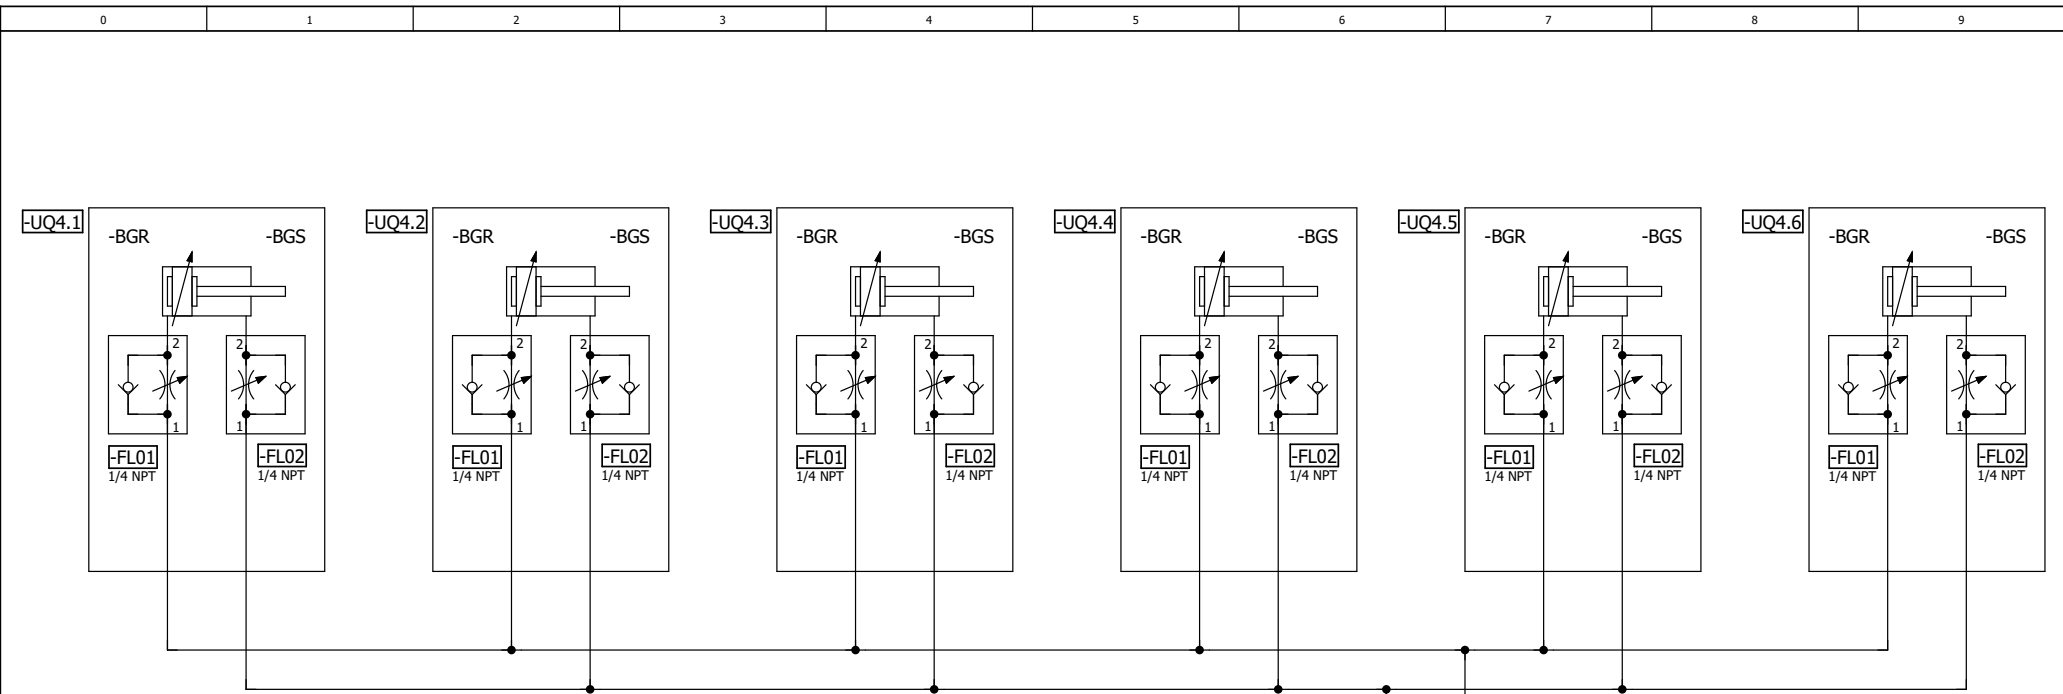 0 1 2 3 4 5 6 7 8 9
-UQ4.1 -UQ4.2 -UQ4.3 -UQ4.4 -UQ4.5 -UQ4.6
-BGR -BGS -BGR -BGS -BGR -BGS -BGR -BGS -BGR -BGS -BGR -BGS
2 2 2 2 2 2 2 2 2 2 2 2
1 1 1 1 1 1 1 1 1 1 1 1
-FL01 -FL02 -FL01 -FL02 -FL01 -FL02 -FL01 -FL02 -FL01 -FL02 -FL01 -FL02
1/4 NPT 1/4 NPT 1/4 NPT 1/4 NPT 1/4 NPT 1/4 NPT 1/4 NPT 1/4 NPT 1/4 NPT 1/4 NPT 1/4 NPT 1/4 NPT